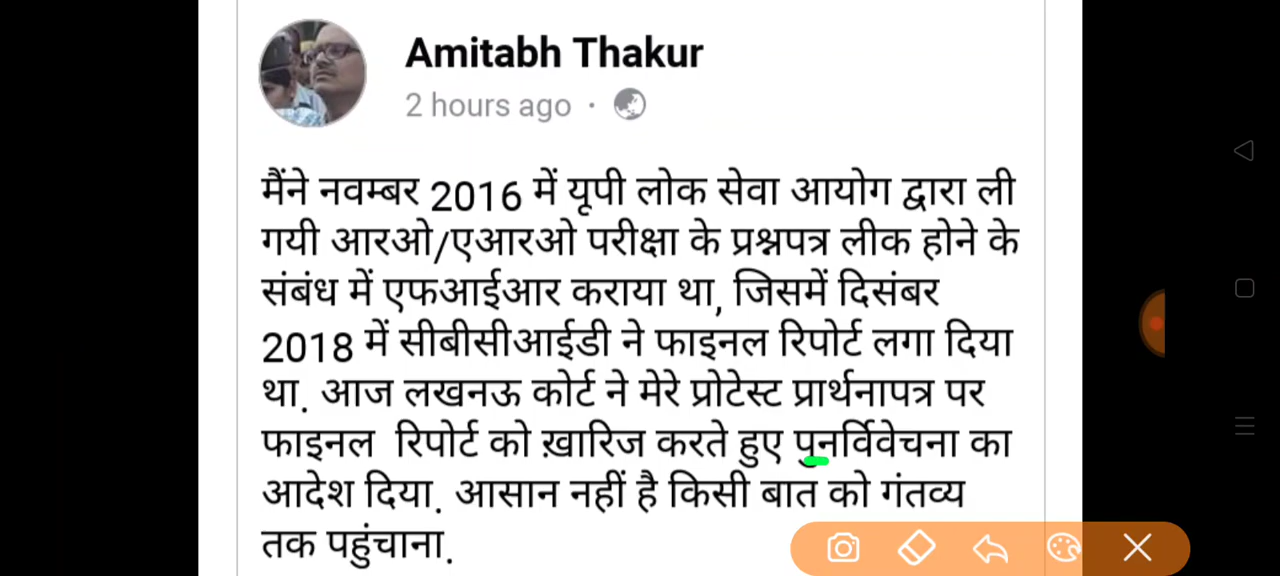 Amitabh Thakur
2 hours ago ·
मैंने नवम्बर 2016 में यूपी लोक सेवा आयोग द्वारा ली
गयी आरओ/एआरओ परीक्षा के प्रश्नपत्र लीक होने के
संबंध में एफआईआर कराया था, जिसमें दिसंबर
2018 में सीबीसीआईडी ने फाइनल रिपोर्ट लगा दिया
था. आज लखनऊ कोर्ट ने मेरे प्रोटेस्ट प्रार्थनापत्र पर
फाइनल रिपोर्ट को ख़ारिज करते हुए पुनर्विवेचना का
आदेश दिया. आसान नहीं है किसी बात को गंतव्य
तक पहुंचाना.